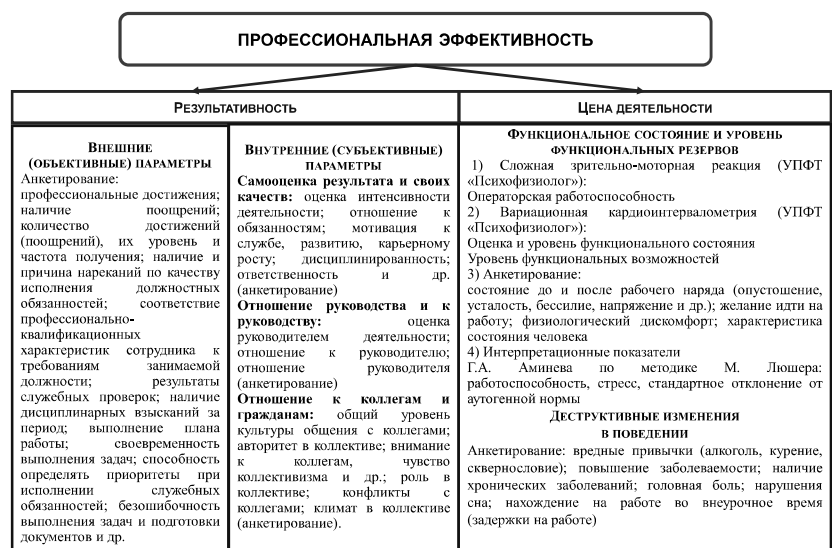 ПРОФЕССИОНАЛЬНАЯ ЭФФЕКТИВНОСТЬ
РЕЗУЛЬТАТИВНОСТЬ
ЦЕНА ДЕЯТЕЛЬНОСТИ
ВНЕШНИЕ
(ОБЪЕКТИВНЫЕ) ПАРАМЕТРЫ
Анкетирование:
профессиональные достижения;
наличие поощрений;
количество достижений
(поощрений), их уровень и
частота получения; наличие и
причина нареканий по качеству
исполнения должностных
обязанностей; соответствие
профессионально-
квалификационных
характеристик сотрудника к
требованиям занимаемой
должности; результаты
служебных проверок; наличие
дисциплинарных взысканий за
период; выполнение плана
работы; своевременность
выполнения задач; способность
определять приоритеты при
исполнении служебных
обязанностей; безошибочность
выполнения задач и подготовки
документов и др.
ВНУТРЕННИЕ (СУБЪЕКТИВНЫЕ)
ПАРАМЕТРЫ
Самооценка результата и своих
качеств: оценка интенсивности
деятельности; отношение к
обязанностям; мотивация к
службе, развитию, карьерному
росту; дисциплинированность;
ответственность и др.
(анкетирование)
Отношение руководства и к
руководству: оценка
руководителем деятельности;
отношение к руководителю;
отношение руководителя
(анкетирование)
Отношение к коллегам и
гражданам: общий уровень
культуры общения с коллегами;
авторитет в коллективе; внимание
к коллегам, чувство
коллективизма и др.; роль в
коллективе; конфликты с
коллегами; климат в коллективе
(анкетирование).
ФУНКЦИОНАЛЬНОЕ СОСТОЯНИЕ И УРОВЕНЬ
ФУНКЦИОНАЛЬНЫХ РЕЗЕРВОВ
1) Сложная зрительно-моторная реакция (УПФТ
«Психофизиолог»):
Операторская работоспособность
2) Вариационная кардиоинтервалометрия (УПФТ
«Психофизиолог»):
Оценка и уровень функционального состояния
Уровень функциональных возможностей
3) Анкетирование:
состояние до и после рабочего наряда (опустошение,
усталость, бессилие, напряжение и др.); желание идти на
работу; физиологический дискомфорт; характеристика
состояния человека
4) Интерпретационные показатели
Г.А. Аминева по методике М. Люшера:
работоспособность, стресс, стандартное отклонение от
аутогенной нормы
ДЕСТРУКТИВНЫЕ ИЗМЕНЕНИЯ
В ПОВЕДЕНИИ
Анкетирование: вредные привычки (алкоголь, курение,
сквернословие); повышение заболеваемости; наличие
хронических заболеваний; головная боль; нарушения
сна; нахождение на работе во внеурочное время
(задержки на работе)